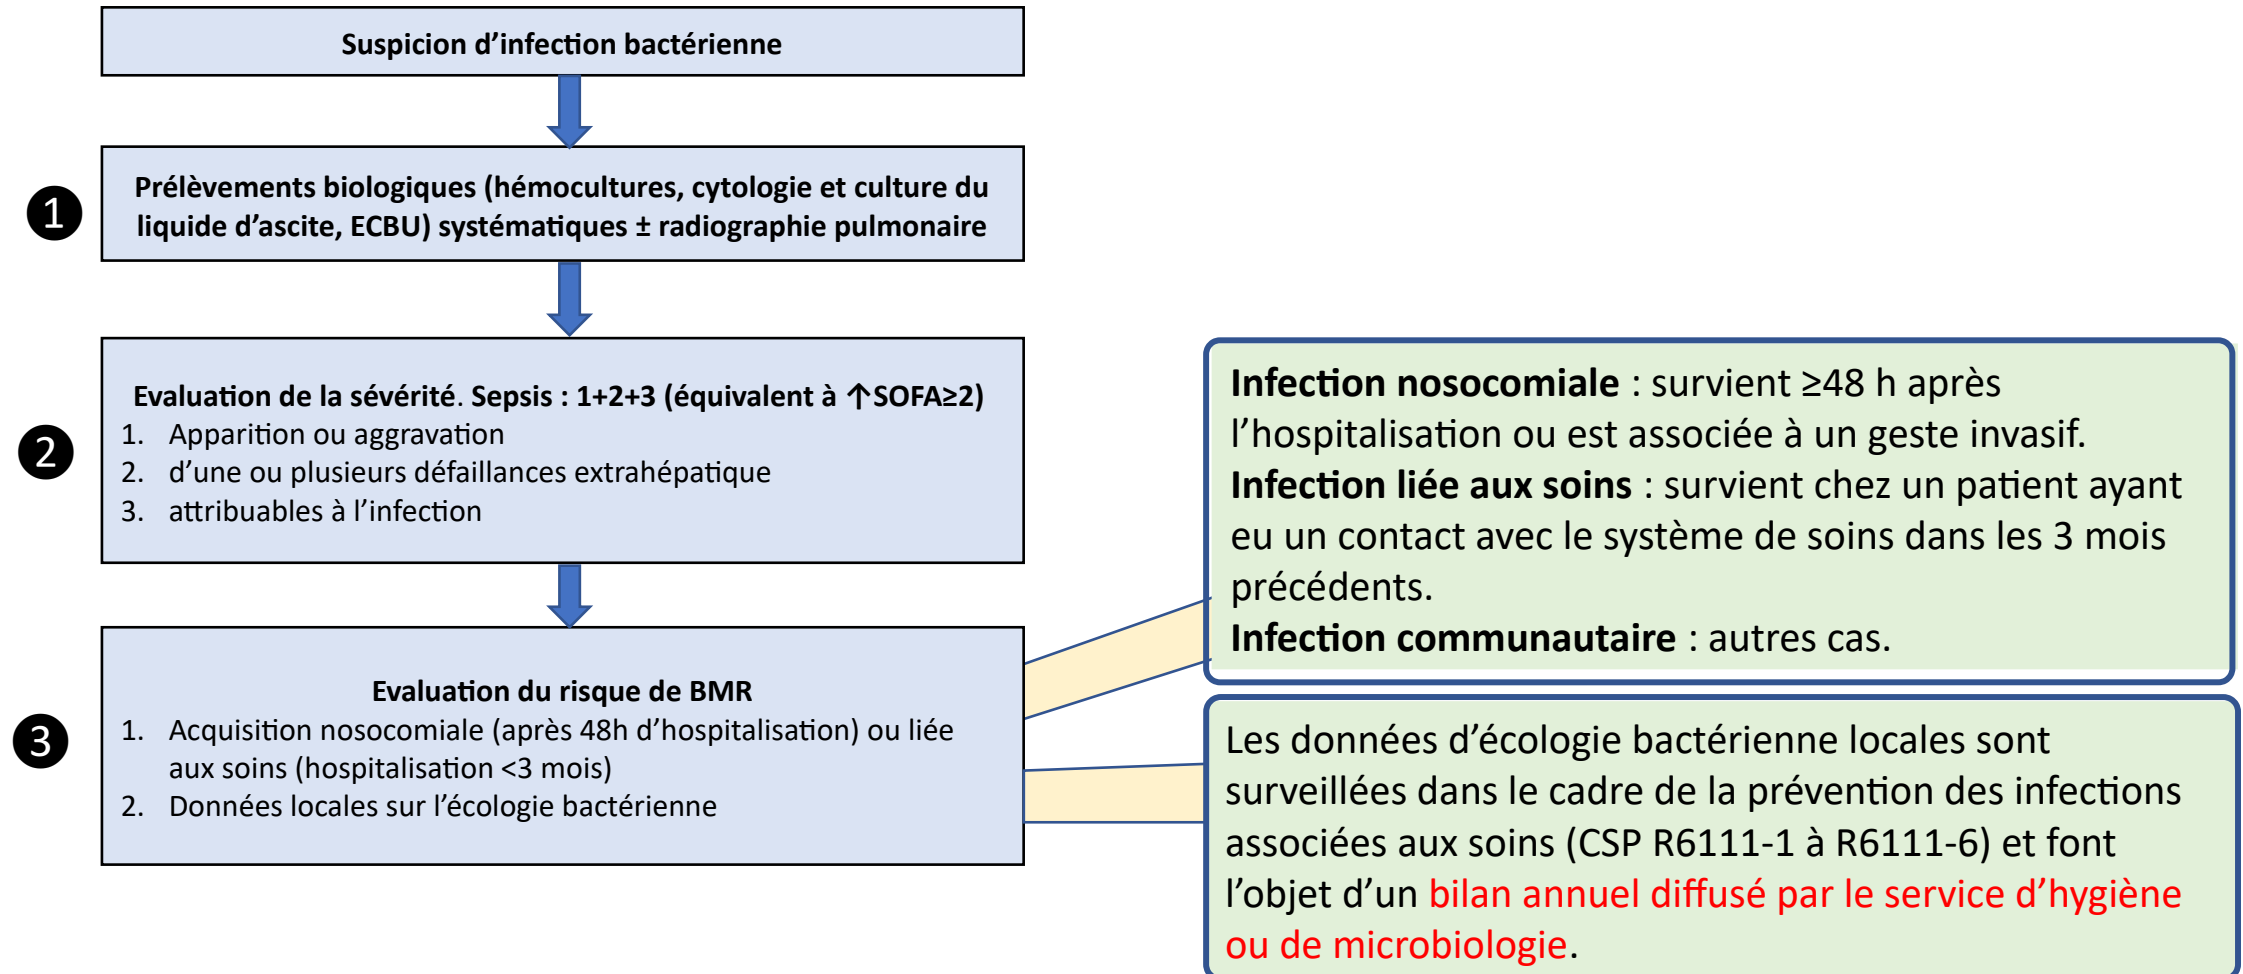 Suspicion d’infection bactérienne
❶
Prélèvements biologiques (hémocultures, cytologie et culture du
liquide d’ascite, ECBU) systématiques ± radiographie pulmonaire
❷
Evaluation de la sévérité. Sepsis : 1+2+3 (équivalent à ↑SOFA≥2)
1. Apparition ou aggravation
2. d’une ou plusieurs défaillances extrahépatique
3. attribuables à l’infection
❸
Evaluation du risque de BMR
1. Acquisition nosocomiale (après 48h d’hospitalisation) ou liée
aux soins (hospitalisation <3 mois)
2. Données locales sur l’écologie bactérienne
Infection nosocomiale : survient ≥48 h après
l’hospitalisation ou est associée à un geste invasif.
Infection liée aux soins : survient chez un patient ayant
eu un contact avec le système de soins dans les 3 mois
précédents.
Infection communautaire : autres cas.
Les données d’écologie bactérienne locales sont
surveillées dans le cadre de la prévention des infections
associées aux soins (CSP R6111-1 à R6111-6) et font
l’objet d’un bilan annuel diffusé par le service d’hygiène
ou de microbiologie.